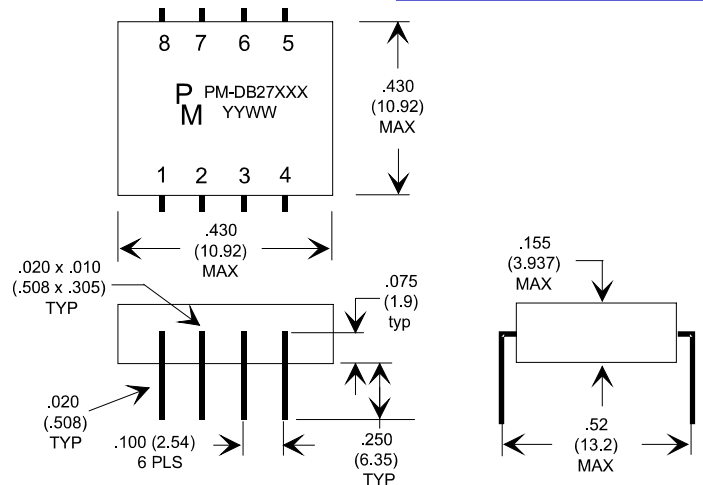 8 7 6 5
P
M
PM-DB27XXX
YYWW
1 2 3 4
.430
(10.92)
MAX
.430
(10.92)
MAX
.020 x .010
(.508 x .305)
TYP
.075
(1.9)
typ
.155
(3.937)
MAX
.020
(.508)
TYP
.100 (2.54)
6 PLS
.250
(6.35)
TYP
.52
(13.2)
MAX